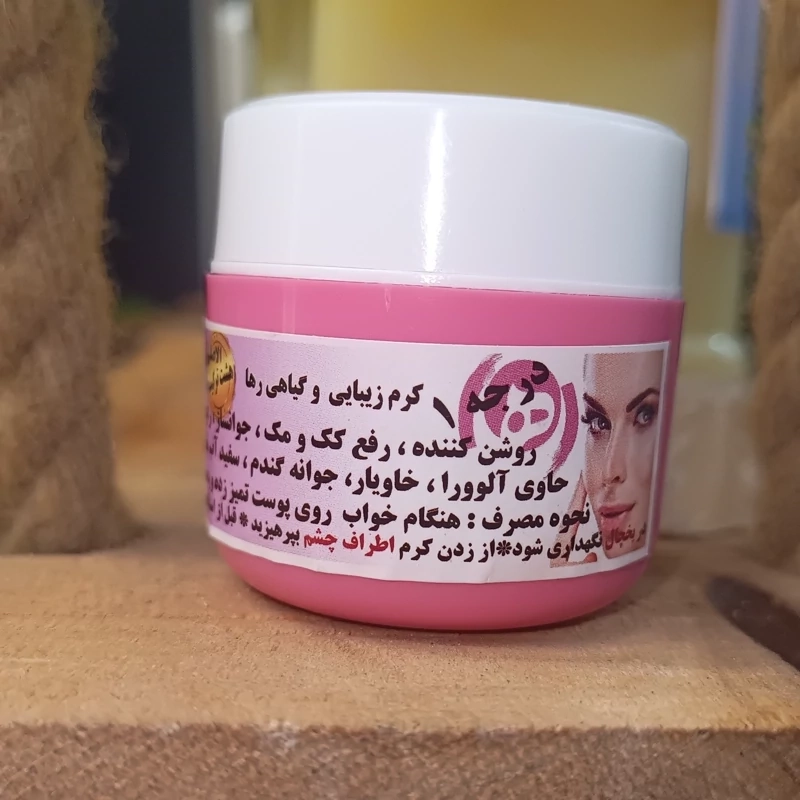 درجه ۱
کرم زیبایی و گیاهی رها
روشن کننده ، رفع کک و مک ، جوانساز
حاوی آلوورا ، خاویار، جوانه گندم ، سفید
نحوه مصرف : هنگام خواب روی پوست تمیز زده
در یخچال نگهداری شود*از زدن کرم اطراف چشم بپرهیزید * قبل از